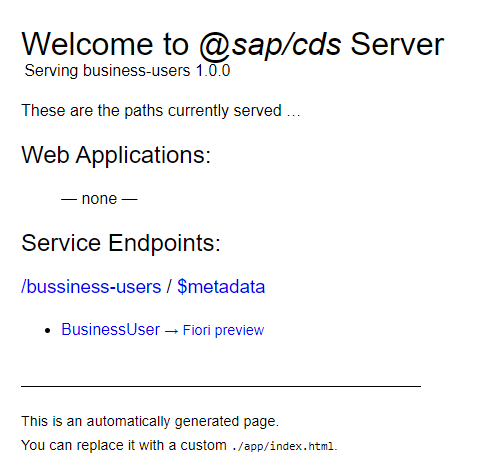 Welcome to @sap/cds Server
Serving business-users 1.0.0
These are the paths currently served …
Web Applications:
— none —
Service Endpoints:
/bussiness-users / $metadata
• BusinessUser → Fiori preview
This is an automatically generated page.
You can replace it with a custom ./app/index.html.